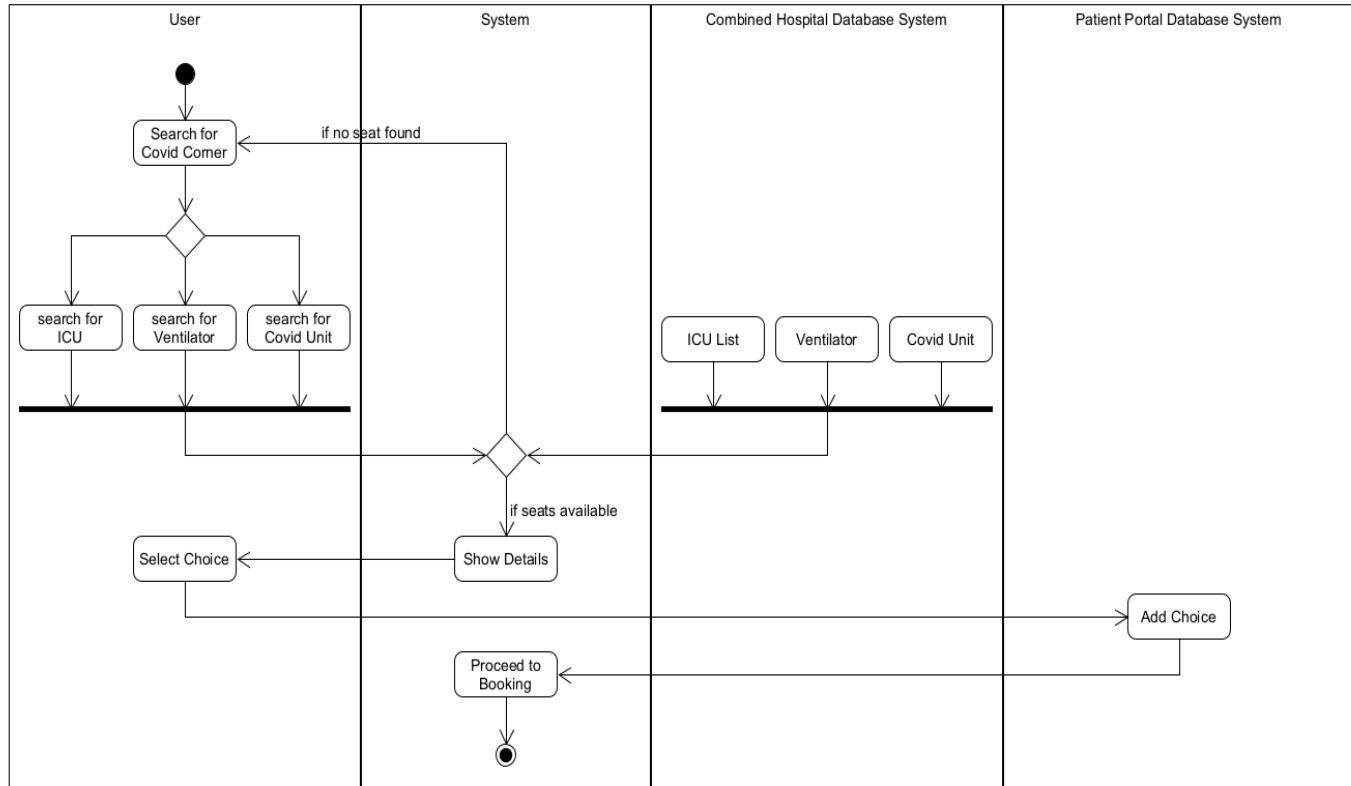 User
System
Combined Hospital Database System
Patient Portal Database System
Search for
Covid Corner
if no seat found
search for
ICU
search for
Ventilator
search for
Covid Unit
ICU List
Ventilator
Covid Unit
if seats available
Select Choice
Show Details
Add Choice
Proceed to
Booking